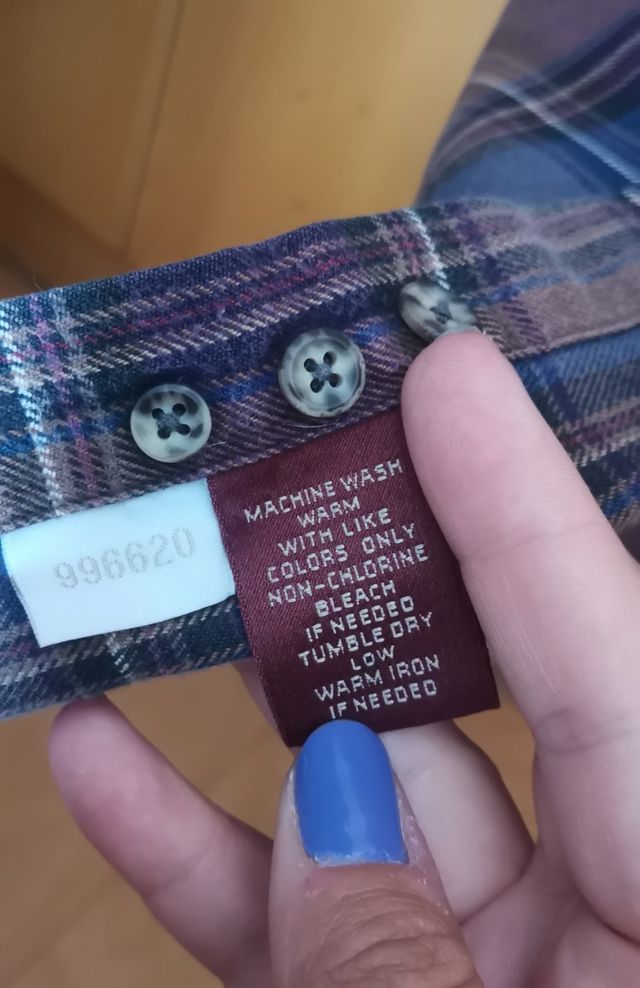 996620
MACHINE WASH
WARM
WITH LIKE
COLORS ONLY
NON-CHLORINE
BLEACH
IF NEEDED
TUMBLE DRY
LOW
WARM IRON
IF NEEDED